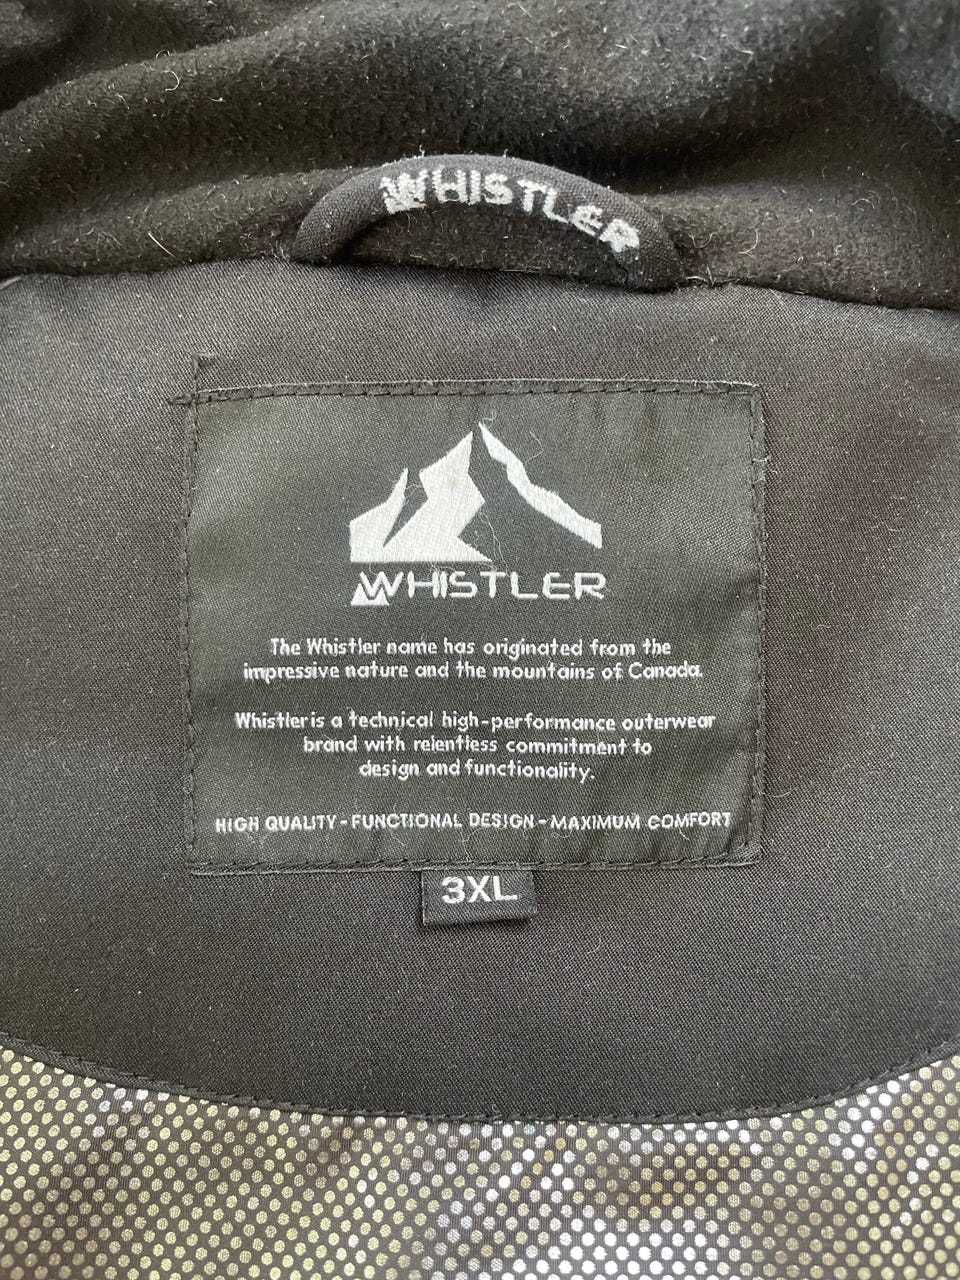 WHISTLER
WHISTLER
The Whistler name has originated from the
impressive nature and the mountains of Canada.
Whistler is a technical high-performance outerwear
brand with relentless commitment to
design and functionality.
HIGH QUALITY - FUNCTIONAL DESIGN - MAXIMUM COMFORT
3XL